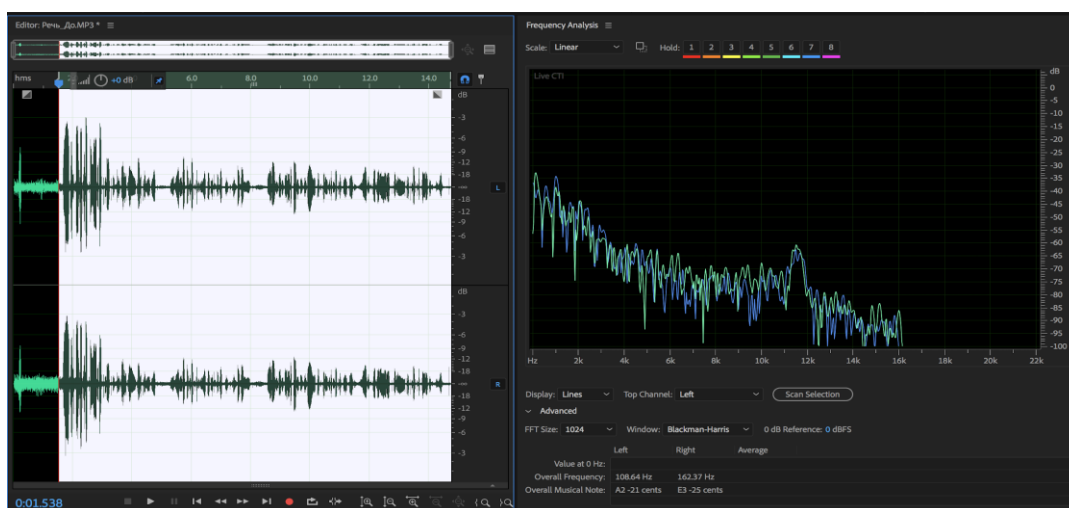 Editor: Речь_До.MP3 *
hms
+0 dB
6.0
8.0
10.0
12.0
14.0
dB
-3
-6
-9
-12
-18
-∞
-18
-12
-9
-6
-3
L
dB
-3
-6
-9
-12
-18
-∞
-18
-12
-9
-6
-3
R
0:01.538
Frequency Analysis
Scale: Linear
Hold: 1 2 3 4 5 6 7 8
Live CTI
dB
0
-5
-10
-15
-20
-25
-30
-35
-40
-45
-50
-55
-60
-65
-70
-75
-80
-85
-90
-95
-100
Hz 2k 4k 6k 8k 10k 12k 14k 16k 18k 20k 22k
Display: Lines Top Channel: Left Scan Selection
Advanced
FFT Size: 1024 Window: Blackman-Harris 0 dB Reference: 0 dBFS
Left Right Average
Value at 0 Hz:
Overall Frequency: 108.64 Hz 162.37 Hz
Overall Musical Note: A2 -21 cents E3 -25 cents